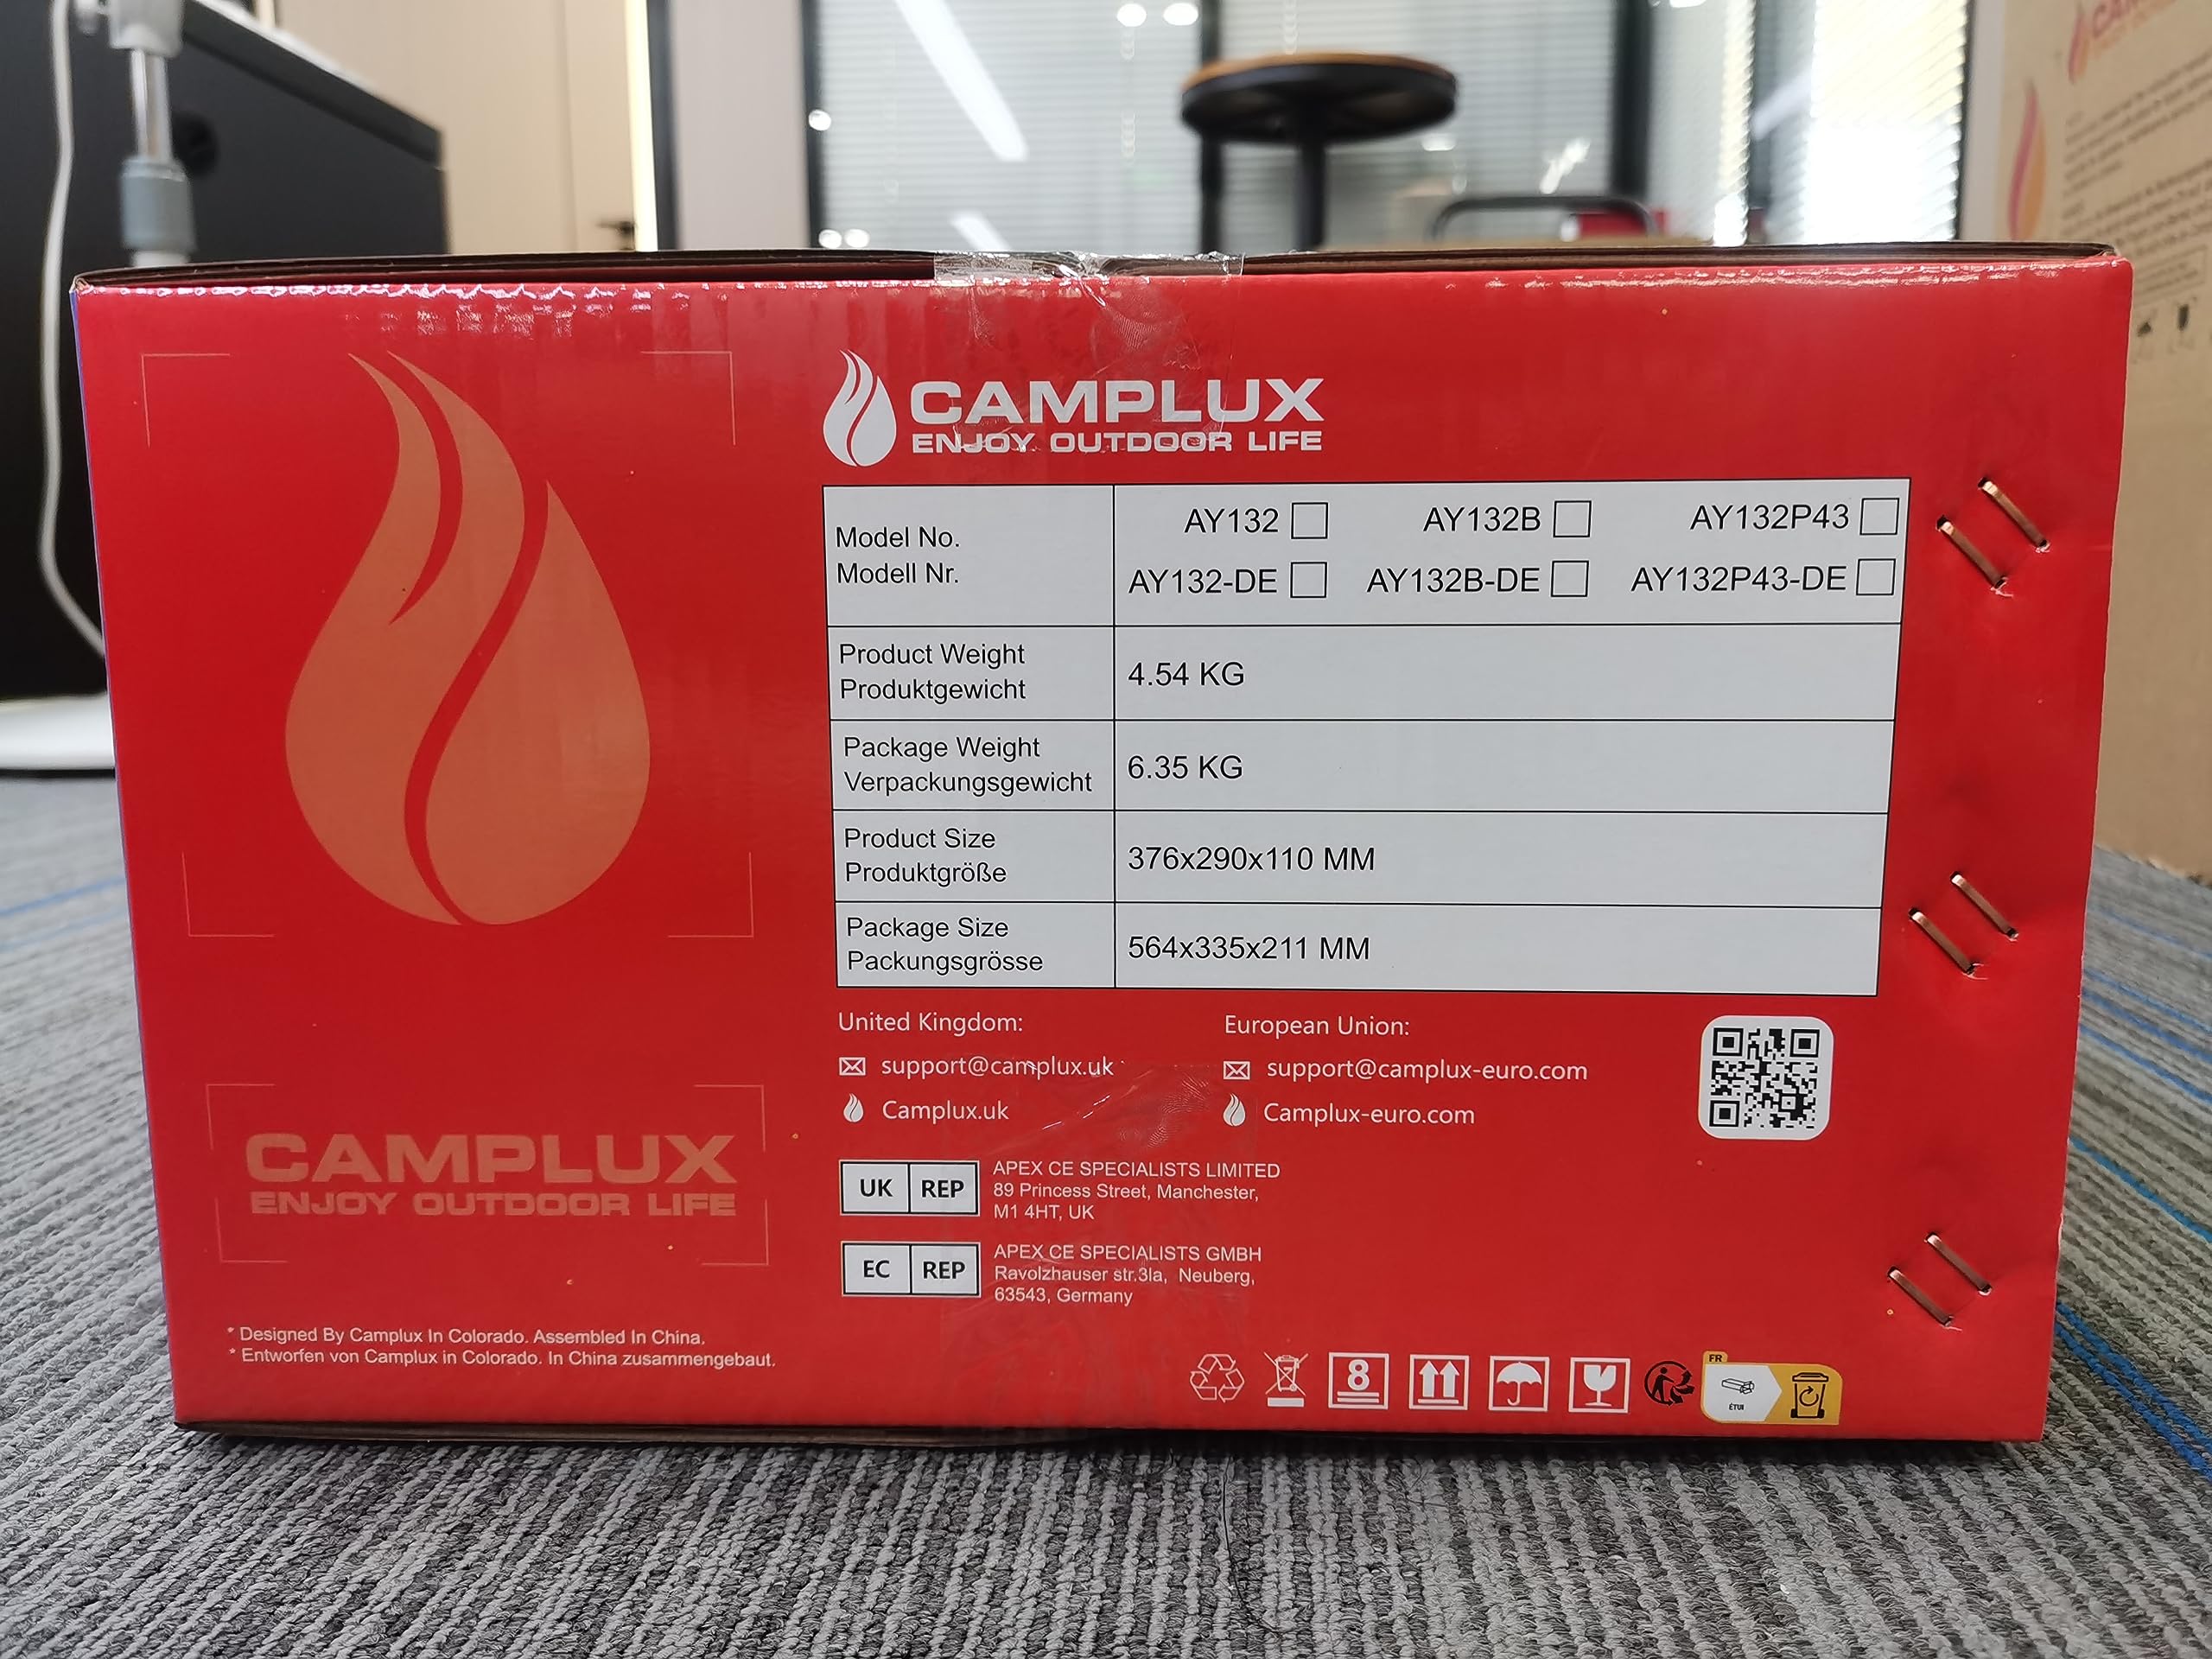 CAMPLUX
ENJOY OUTDOOR LIFE
Model No.
Modell Nr.
AY132 AY132B AY132P43
AY132-DE AY132B-DE AY132P43-DE
Product Weight
Produktgewicht
4.54 KG
Package Weight
Verpackungsgewicht
6.35 KG
Product Size
Produktgröße
376x290x110 MM
Package Size
Packungsgrösse
564x335x211 MM
United Kingdom:
support@camplux.uk
Camplux.uk
European Union:
support@camplux-euro.com
Camplux-euro.com
UK REP
APEX CE SPECIALISTS LIMITED
89 Princess Street, Manchester,
M1 4HT, UK
EC REP
APEX CE SPECIALISTS GMBH
Ravolzhauser str.3la, Neuberg,
63543, Germany
CAMPLUX
ENJOY OUTDOOR LIFE
* Designed By Camplux In Colorado. Assembled In China.
* Entworfen von Camplux in Colorado. In China zusammengebaut.
8
FR
ÉTUI